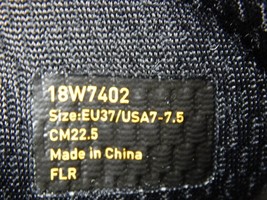 18W7402
Size:EU37/USA7-7.5
CM22.5
Made in China
FLR